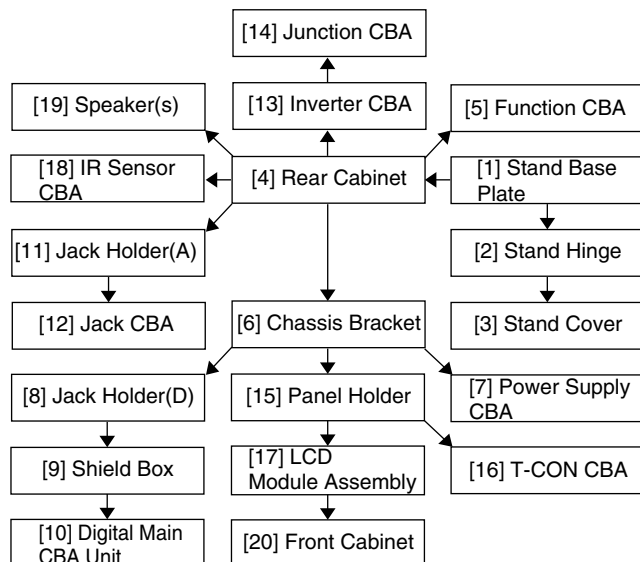 [14] Junction CBA
[19] Speaker(s)
[13] Inverter CBA
[5] Function CBA
[18] IR Sensor
CBA
[4] Rear Cabinet
[1] Stand Base
Plate
[11] Jack Holder(A)
[2] Stand Hinge
[12] Jack CBA
[6] Chassis Bracket
[3] Stand Cover
[8] Jack Holder(D)
[15] Panel Holder
[7] Power Supply
CBA
[9] Shield Box
[17] LCD
Module Assembly
[16] T-CON CBA
[10] Digital Main
CBA Unit
[20] Front Cabinet